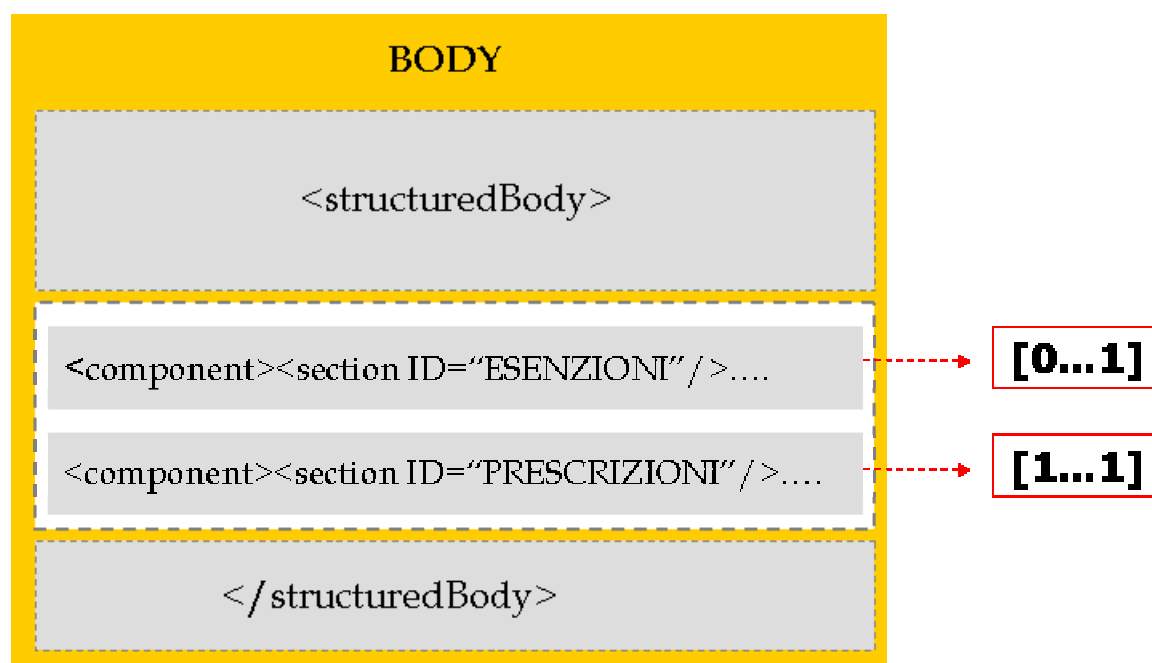 BODY
<structuredBody>
<component><section ID=“ESENZIONI”/>....
[0...1]
<component><section ID=“PRESCRIZIONI”/>....
[1...1]
</structuredBody>